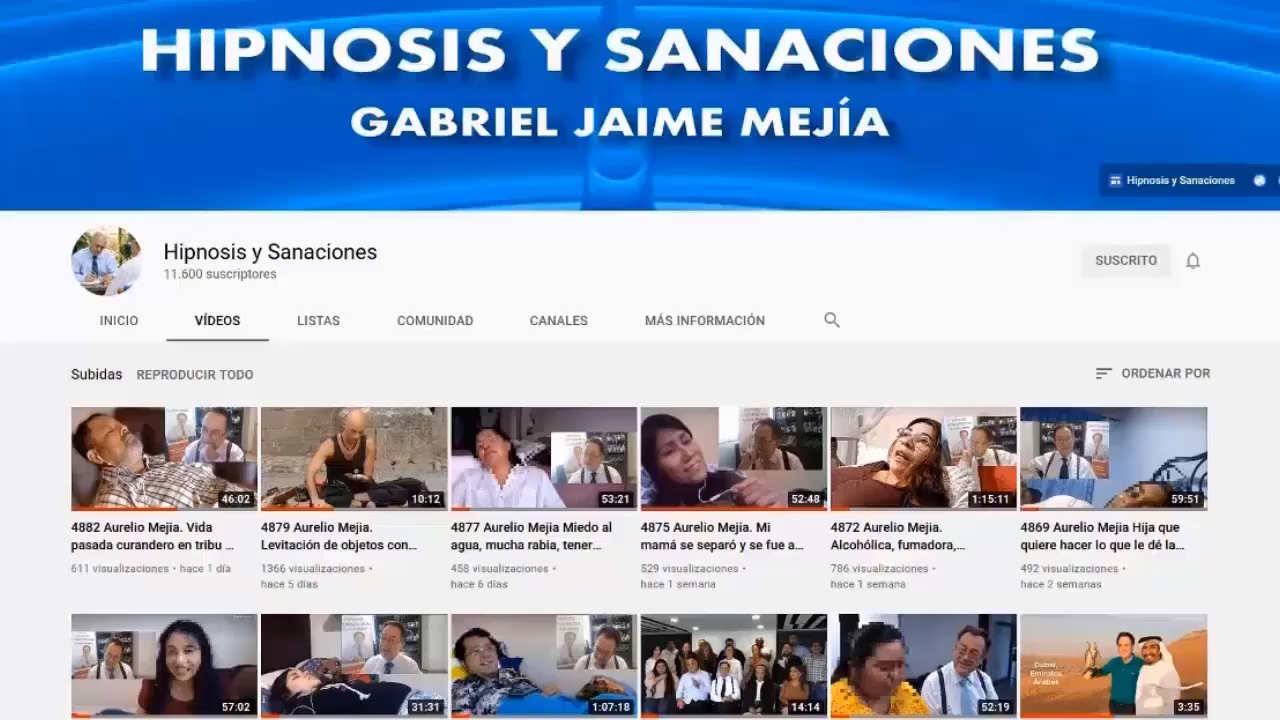 HIPNOSIS Y SANACIONES
GABRIEL JAIME MEJÍA
Hipnosis y Sanaciones
Hipnosis y Sanaciones
11.600 suscriptores
SUSCRITO
INICIO VÍDEOS LISTAS COMUNIDAD CANALES MÁS INFORMACIÓN
Subidas REPRODUCIR TODO ORDENAR POR
46:02 10:12 53:21 52:48 1:15:11 59:51
4882 Aurelio Mejia. Vida
pasada curandero en tribu ...
611 visualizaciones • hace 1 día
4879 Aurelio Mejia.
Levitación de objetos con...
1366 visualizaciones •
hace 5 días
4877 Aurelio Mejia Miedo al
agua, mucha rabia, tener...
458 visualizaciones •
hace 6 días
4875 Aurelio Mejia. Mi
mamá se separó y se fue a...
529 visualizaciones •
hace 1 semana
4872 Aurelio Mejia.
Alcohólica, fumadora,...
786 visualizaciones •
hace 1 semana
4869 Aurelio Mejia Hija que
quiere hacer lo que le dé la...
492 visualizaciones •
hace 2 semanas
Dubai,
Emiratos
Árabes
57:02 31:31 1:07:18 14:14 52:19 3:35